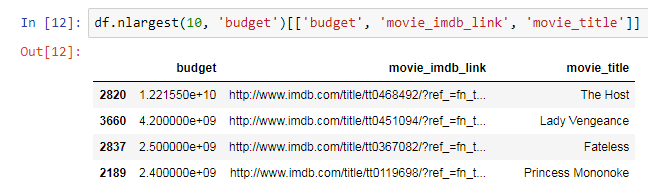 In [12]: df.nlargest(10, 'budget')[['budget', 'movie_imdb_link', 'movie_title']]
Out[12]:
budget movie_imdb_link movie_title
2820 1.221550e+10 http://www.imdb.com/title/tt0468492/?ref_=fn_t... The Host
3660 4.200000e+09 http://www.imdb.com/title/tt0451094/?ref_=fn_t... Lady Vengeance
2837 2.500000e+09 http://www.imdb.com/title/tt0367082/?ref_=fn_t... Fateless
2189 2.400000e+09 http://www.imdb.com/title/tt0119698/?ref_=fn_t... Princess Mononoke